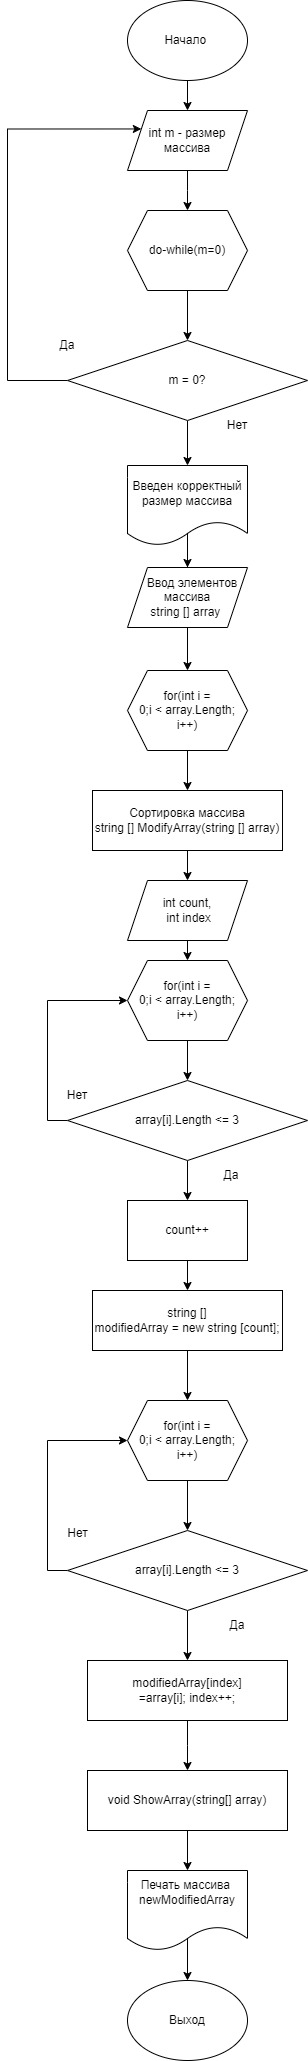 Начало
int m - размер
массива
do-while(m=0)
Да
m = 0?
Нет
Введен корректный
размер массива
Ввод элементов
массива
string [] array
for(int i =
0;i < array.Length;
i++)
Сортировка массива
string [] ModifyArray(string [] array)
int count,
int index
for(int i =
0;i < array.Length;
i++)
Нет
array[i].Length <= 3
Да
count++
string []
modifiedArray = new string [count];
for(int i =
0;i < array.Length;
i++)
Нет
array[i].Length <= 3
Да
modifiedArray[index]
=array[i]; index++;
void ShowArray(string[] array)
Печать массива
newModifiedArray
Выход